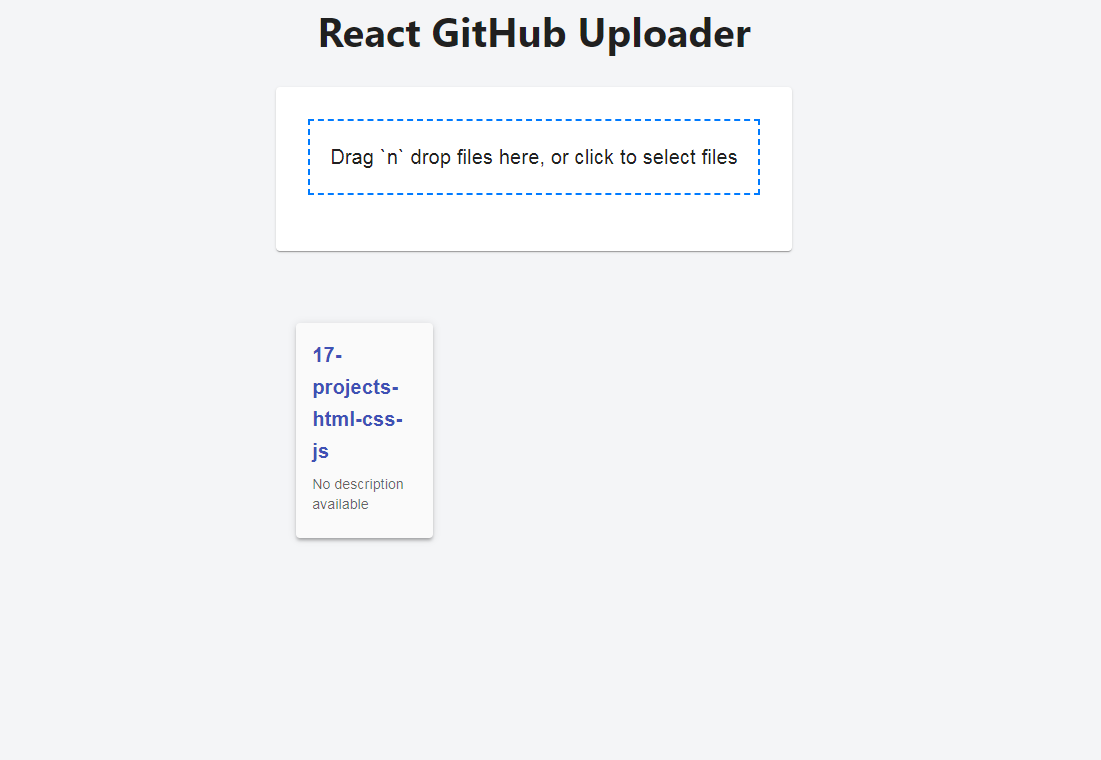 React GitHub Uploader
Drag `n` drop files here, or click to select files
17-
projects-
html-css-
js
No description
available